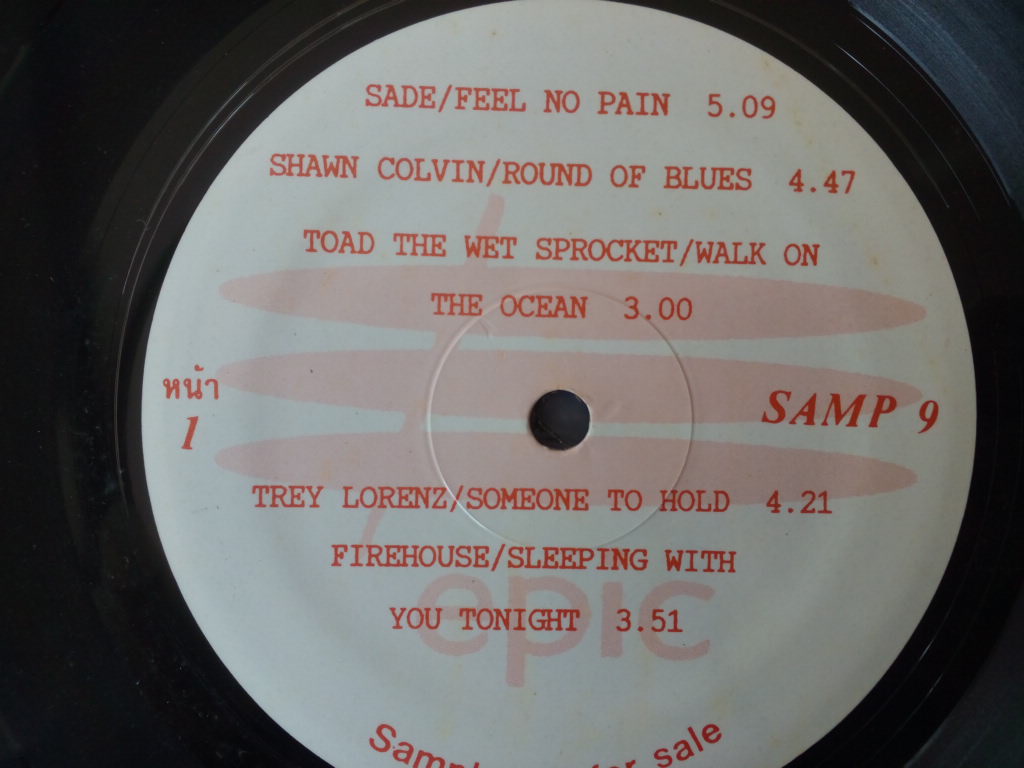 SADE/FEEL NO PAIN 5.09
SHAWN COLVIN/ROUND OF BLUES 4.47
TOAD THE WET SPROCKET/WALK ON
THE OCEAN 3.00
หน้า
1
SAMP 9
TREY LORENZ/SOMEONE TO HOLD 4.21
FIREHOUSE/SLEEPING WITH
YOU TONIGHT 3.51
epic
sale